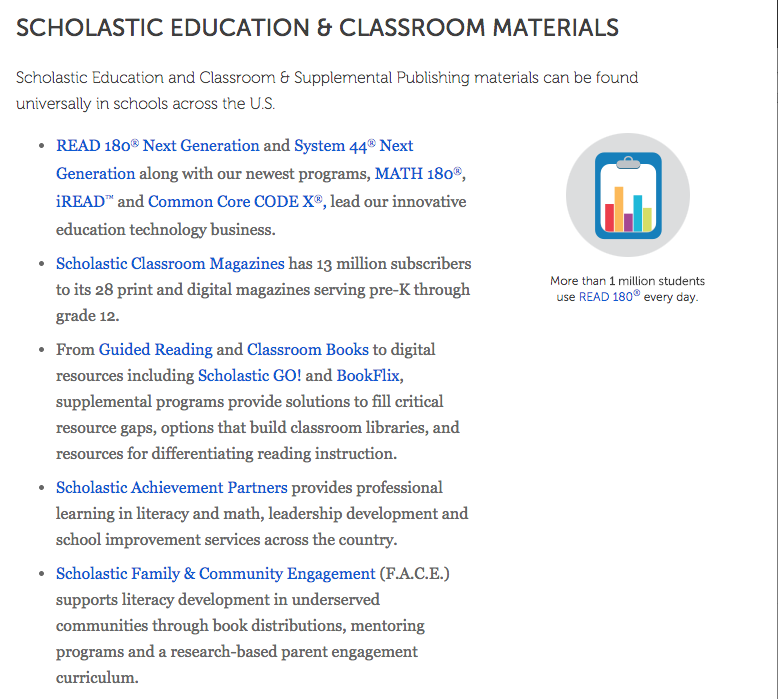 SCHOLASTIC EDUCATION & CLASSROOM MATERIALS
Scholastic Education and Classroom & Supplemental Publishing materials can be found
universally in schools across the U.S.
• READ 180® Next Generation and System 44® Next
Generation along with our newest programs, MATH 180®,
iREAD™ and Common Core CODE X®, lead our innovative
education technology business.
• Scholastic Classroom Magazines has 13 million subscribers
to its 28 print and digital magazines serving pre-K through
grade 12.
• From Guided Reading and Classroom Books to digital
resources including Scholastic GO! and BookFlix,
supplemental programs provide solutions to fill critical
resource gaps, options that build classroom libraries, and
resources for differentiating reading instruction.
• Scholastic Achievement Partners provides professional
learning in literacy and math, leadership development and
school improvement services across the country.
• Scholastic Family & Community Engagement (F.A.C.E.)
supports literacy development in underserved
communities through book distributions, mentoring
programs and a research-based parent engagement
curriculum.
More than 1 million students
use READ 180® every day.